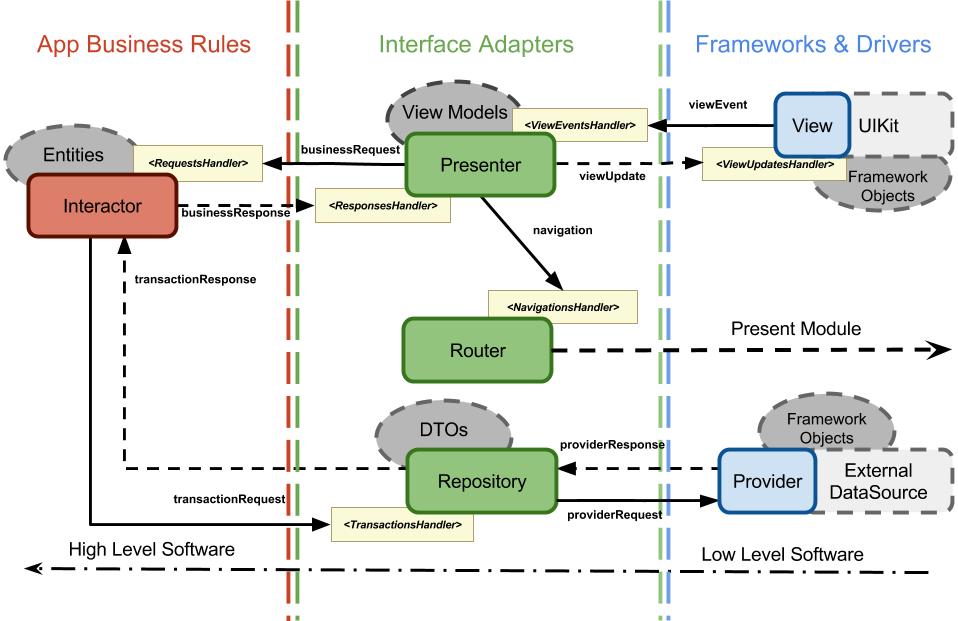 App Business Rules
Interface Adapters
Frameworks & Drivers
View Models
<ViewEventsHandler>
viewEvent
View
UIKit
Entities
<RequestsHandler>
businessRequest
Presenter
viewUpdate
<ViewUpdatesHandler>
Framework
Objects
Interactor
businessResponse
<ResponsesHandler>
navigation
transactionResponse
<NavigationsHandler>
Router
Present Module
DTOs
Framework
Objects
providerResponse
Repository
Provider
External
DataSource
transactionRequest
providerRequest
<TransactionsHandler>
High Level Software
Low Level Software